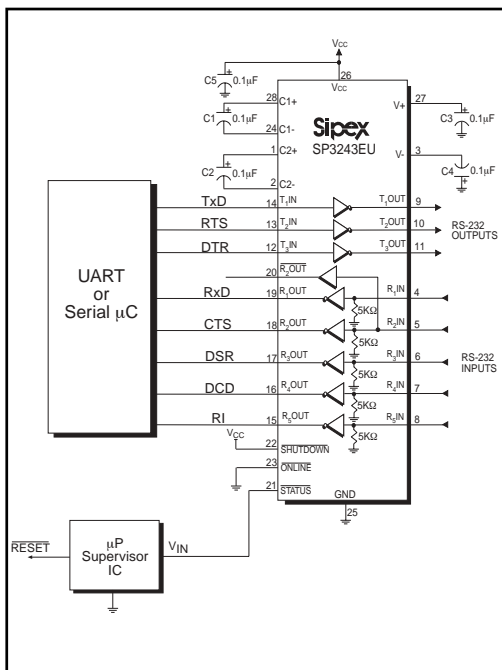 VCC
26
VCC
C5
+
0.1µF
28
C1+
C1
+
0.1µF
24
C1-
1
C2+
C2
+
0.1µF
2
C2-
Sipex
SP3243EU
V+
27
C3
+
0.1µF
V-
3
C4
0.1µF
+
TxD
14
T1IN
T1OUT
9
RTS
13
T2IN
T2OUT
10
RS-232
OUTPUTS
DTR
12
T3IN
T3OUT
11
UART
or
Serial µC
20
R2OUT
RxD
19
R1OUT
R1IN
4
5KΩ
CTS
18
R2OUT
R2IN
5
5KΩ
DSR
17
R3OUT
R3IN
6
RS-232
INPUTS
5KΩ
DCD
16
R4OUT
R4IN
7
5KΩ
RI
15
R5OUT
R5IN
8
5KΩ
VCC
22
SHUTDOWN
23
ONLINE
21
STATUS
GND
25
RESET
µP
Supervisor
IC
VIN